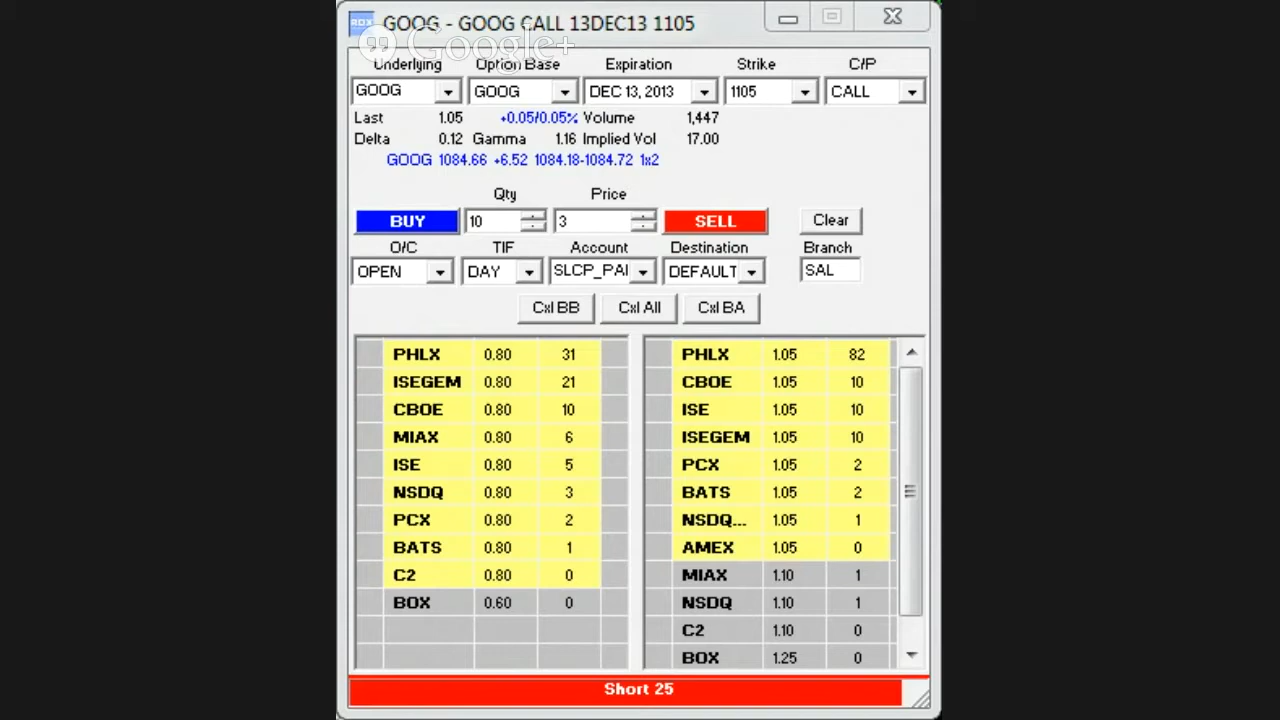 RDX GOOG - GOOG CALL 13DEC13 1105
Google+
Underlying Option Base Expiration Strike C/P
GOOG GOOG DEC 13, 2013 1105 CALL
Last 1.05 +0.05/0.05% Volume 1,447
Delta 0.12 Gamma 1.16 Implied Vol 17.00
GOOG 1084.66 +6.52 1084.18-1084.72 1x2
Qty Price
BUY 10 3 SELL Clear
O/C TIF Account Destination Branch
OPEN DAY SLCP_PAI DEFAULT SAL
Cxl BB Cxl All Cxl BA
PHLX 0.80 31 PHLX 1.05 82
ISEGEM 0.80 21 CBOE 1.05 10
CBOE 0.80 10 ISE 1.05 10
MIAX 0.80 6 ISEGEM 1.05 10
ISE 0.80 5 PCX 1.05 2
NSDQ 0.80 3 BATS 1.05 2
PCX 0.80 2 NSDQ... 1.05 1
BATS 0.80 1 AMEX 1.05 0
C2 0.80 0 MIAX 1.10 1
BOX 0.60 0 NSDQ 1.10 1
C2 1.10 0
BOX 1.25 0
Short 25